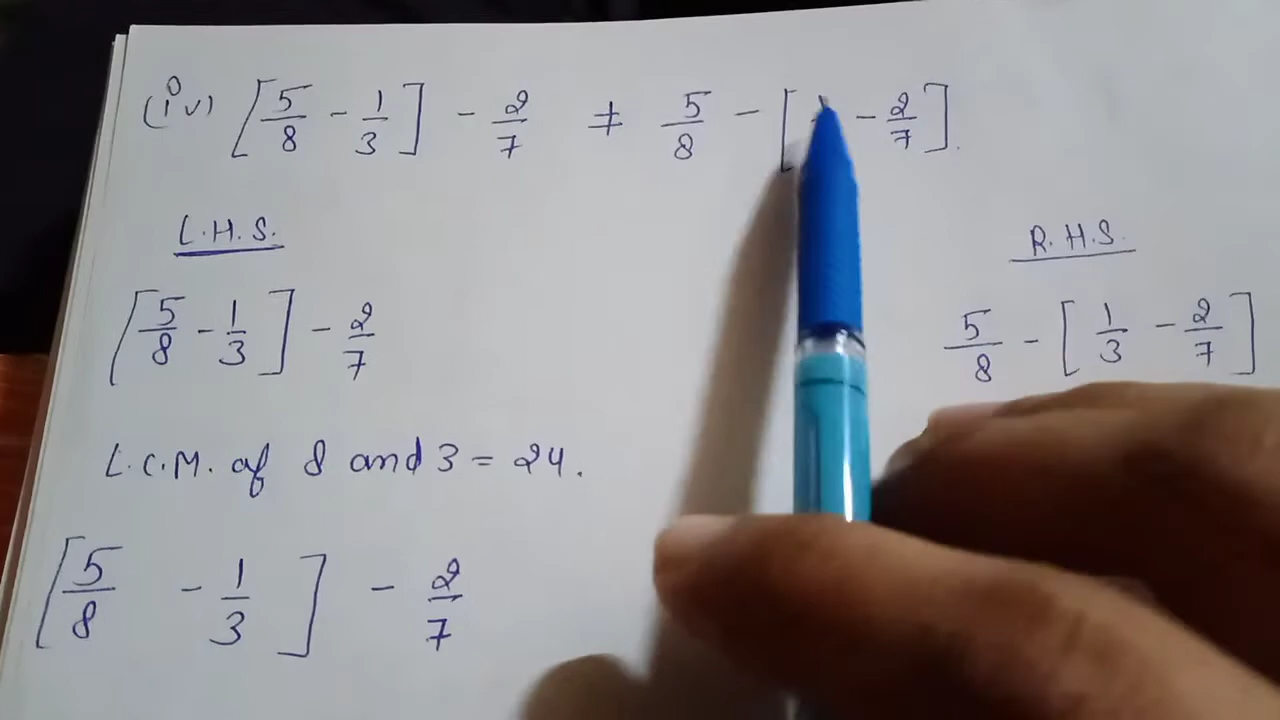 (iv) [5/8 - 1/3] - 2/7 ≠ 5/8 - [ - 2/7].
L.H.S.
R.H.S.
[5/8 - 1/3] - 2/7
5/8 - [1/3 - 2/7]
L.C.M. of 8 and 3 = 24.
[5/8 - 1/3] - 2/7